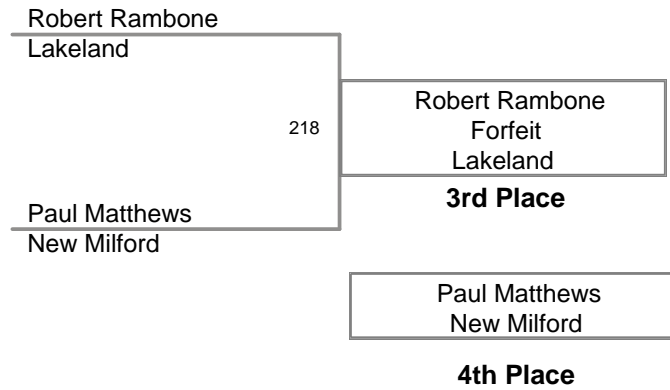 Robert Rambone
Lakeland
218
Robert Rambone
Forfeit
Lakeland
3rd Place
Paul Matthews
New Milford
Paul Matthews
New Milford
4th Place